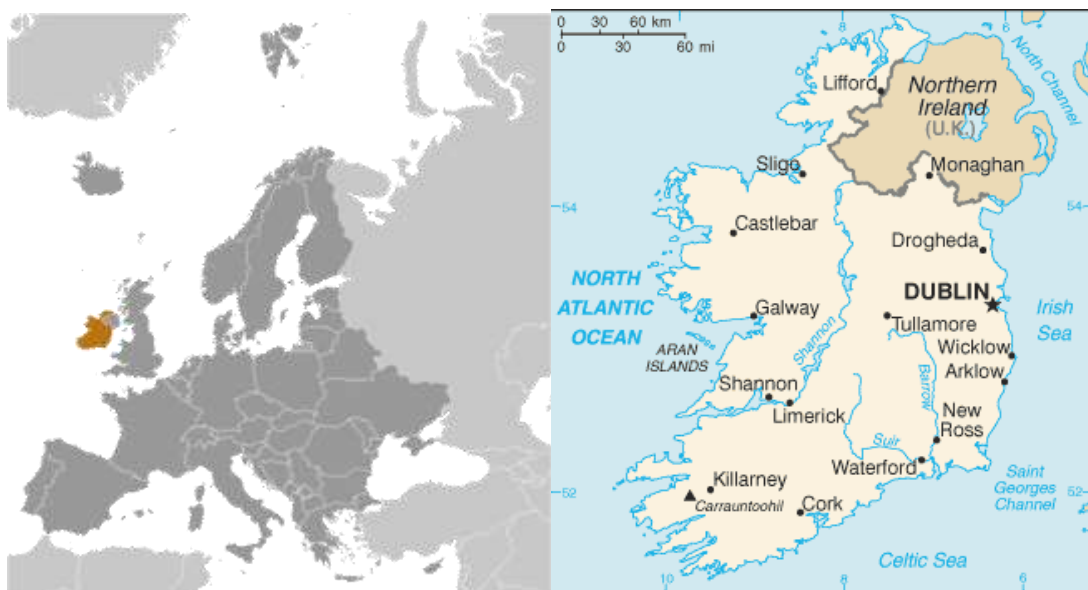 0 30 60 km
0 30 60 mi
8
6
North Channel
Lifford
Northern
Ireland
(U.K.)
Sligo
Monaghan
54
54
Castlebar
Drogheda
NORTH
ATLANTIC
OCEAN
DUBLIN
Irish
Sea
Galway
Tullamore
ARAN
ISLANDS
Shannon
Wicklow
Arklow
Barrow
Shannon
Limerick
New
Ross
Suir
Waterford
Saint
Georges
Channel
Killarney
Carrauntoohil
Cork
52
52
Celtic Sea
10
8
6